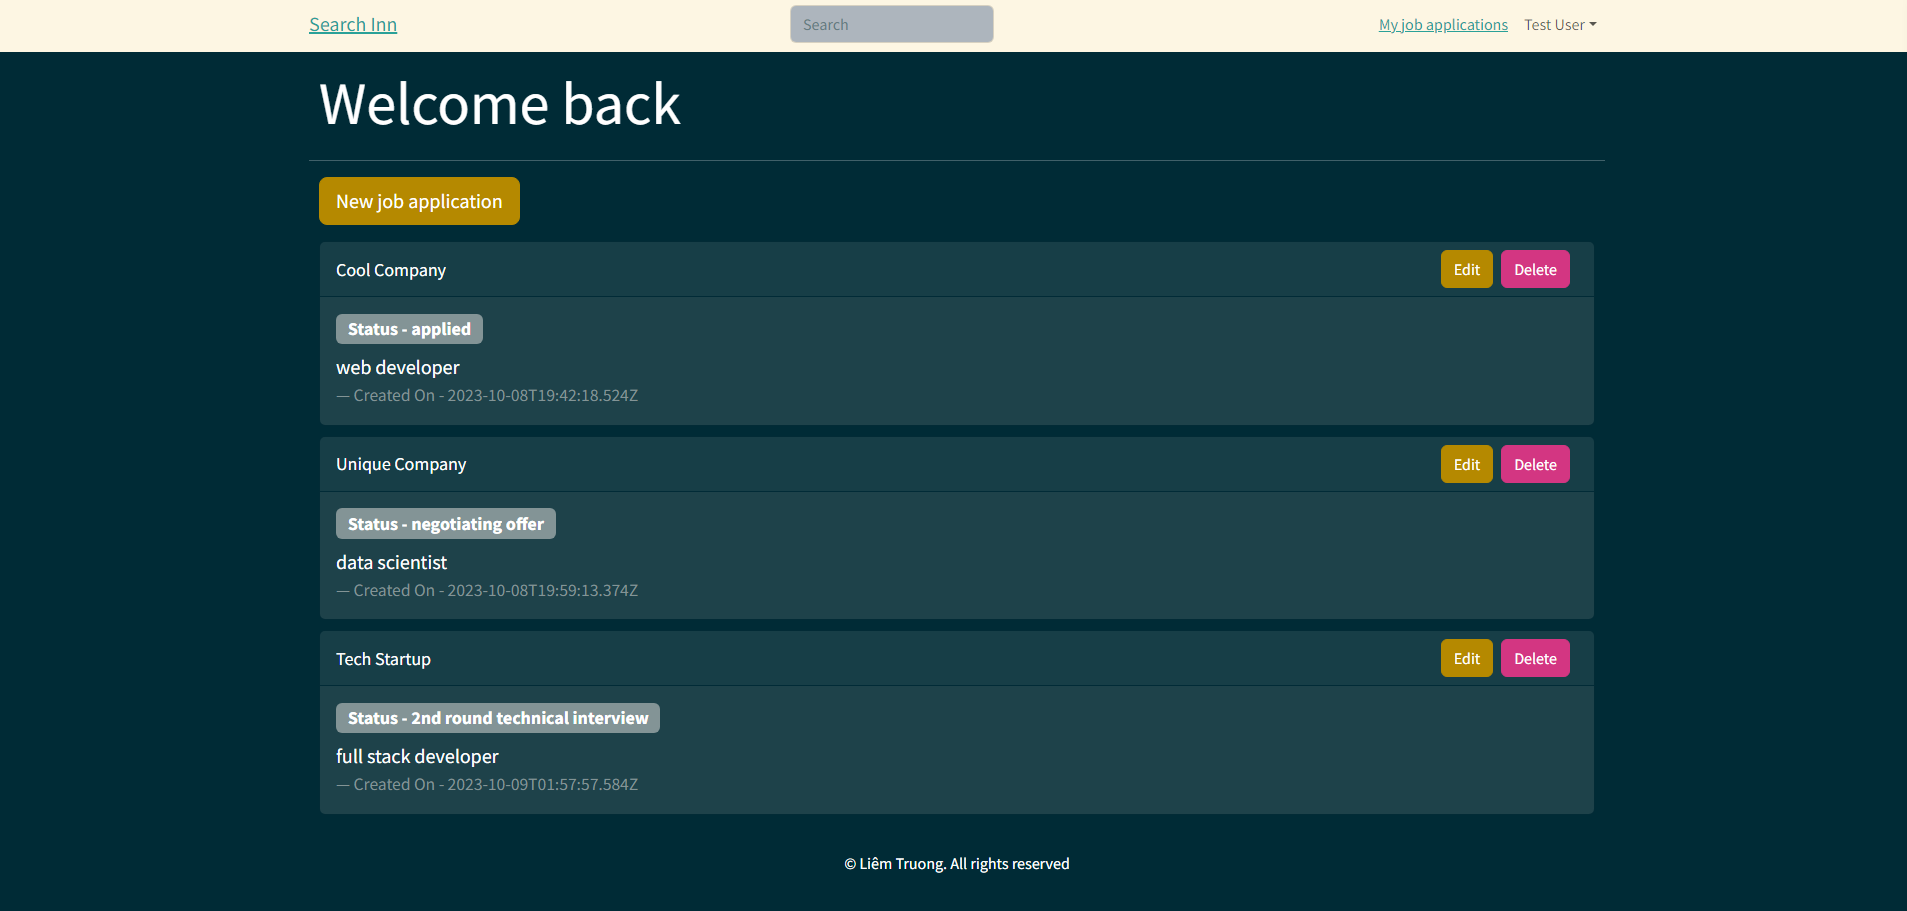 Search Inn
Search
My job applications
Test User
Welcome back
New job application
Cool Company
Edit
Delete
Status - applied
web developer
— Created On - 2023-10-08T19:42:18.524Z
Unique Company
Edit
Delete
Status - negotiating offer
data scientist
— Created On - 2023-10-08T19:59:13.374Z
Tech Startup
Edit
Delete
Status - 2nd round technical interview
full stack developer
— Created On - 2023-10-09T01:57:57.584Z
© Liêm Truong. All rights reserved